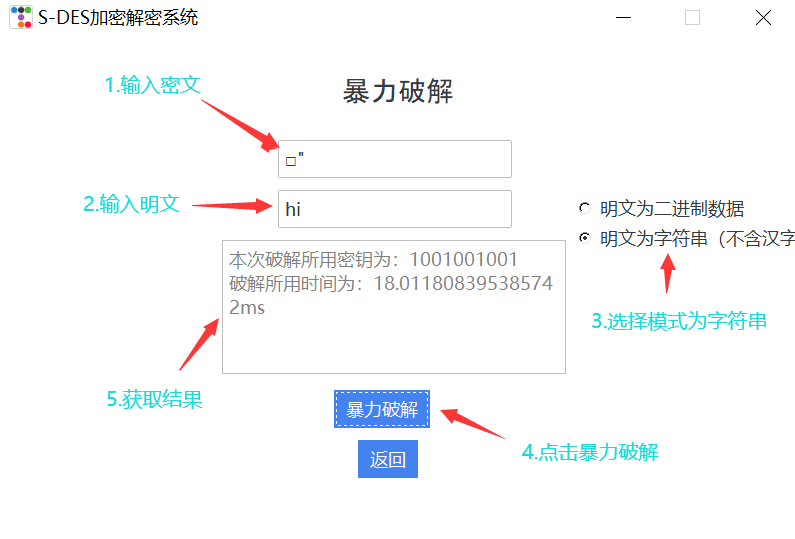 S-DES加密解密系统
1.输入密文
暴力破解
□"
2.输入明文
hi
明文为二进制数据
明文为字符串（不含汉字
本次破解所用密钥为：1001001001
破解所用时间为：18.01180839538574
2ms
3.选择模式为字符串
5.获取结果
暴力破解
4.点击暴力破解
返回